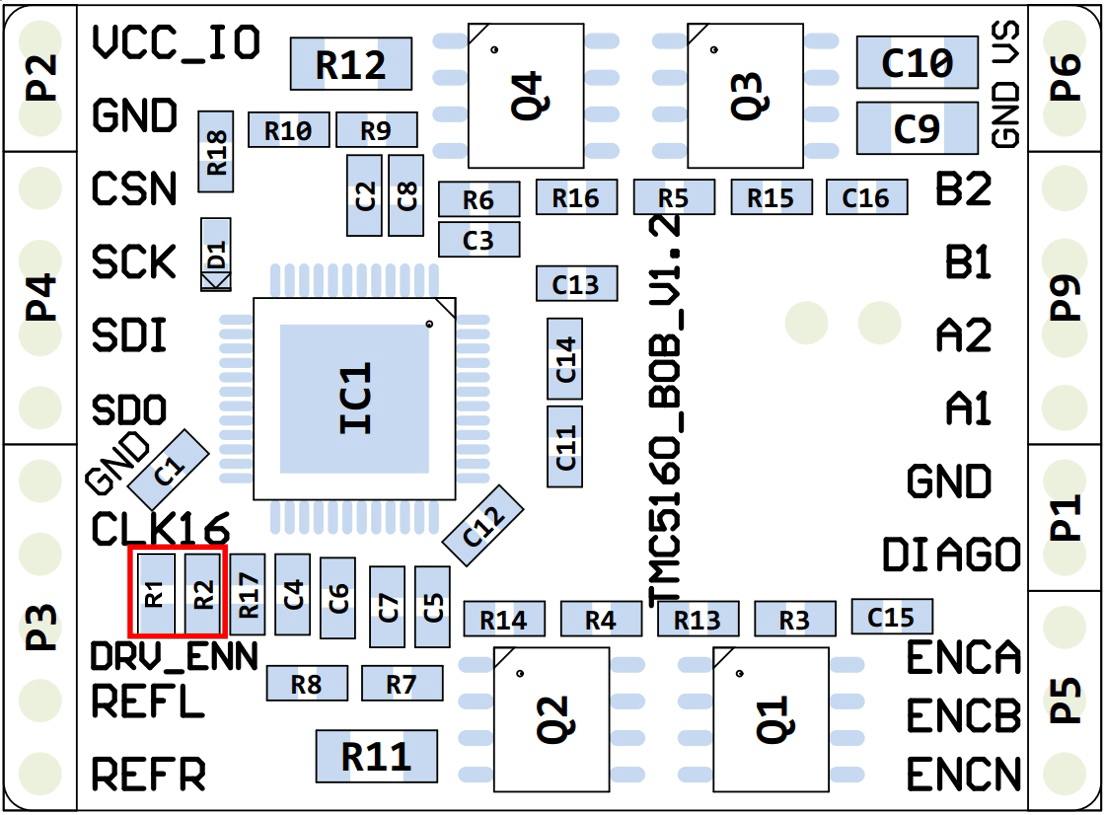 VCC_IO
R12
Q4
Q3
C10
GND VS
P2
P6
GND
R18
R10
R9
C9
C2
C8
CSN
R6
R16
R5
R15
C16
B2
C3
SCK
D1
C13
B1
P4
P9
SDI
IC1
C14
A2
SDO
C11
A1
TMC5160_BOB_V1.2
GND
C1
GND
CLK16
C12
P1
DIAG0
R1
R2
R17
C4
C6
C7
C5
R14
R4
R13
R3
C15
P3
DRV_ENN
ENCA
REFL
R8
R7
Q2
Q1
ENCB
P5
R11
REFR
ENCN